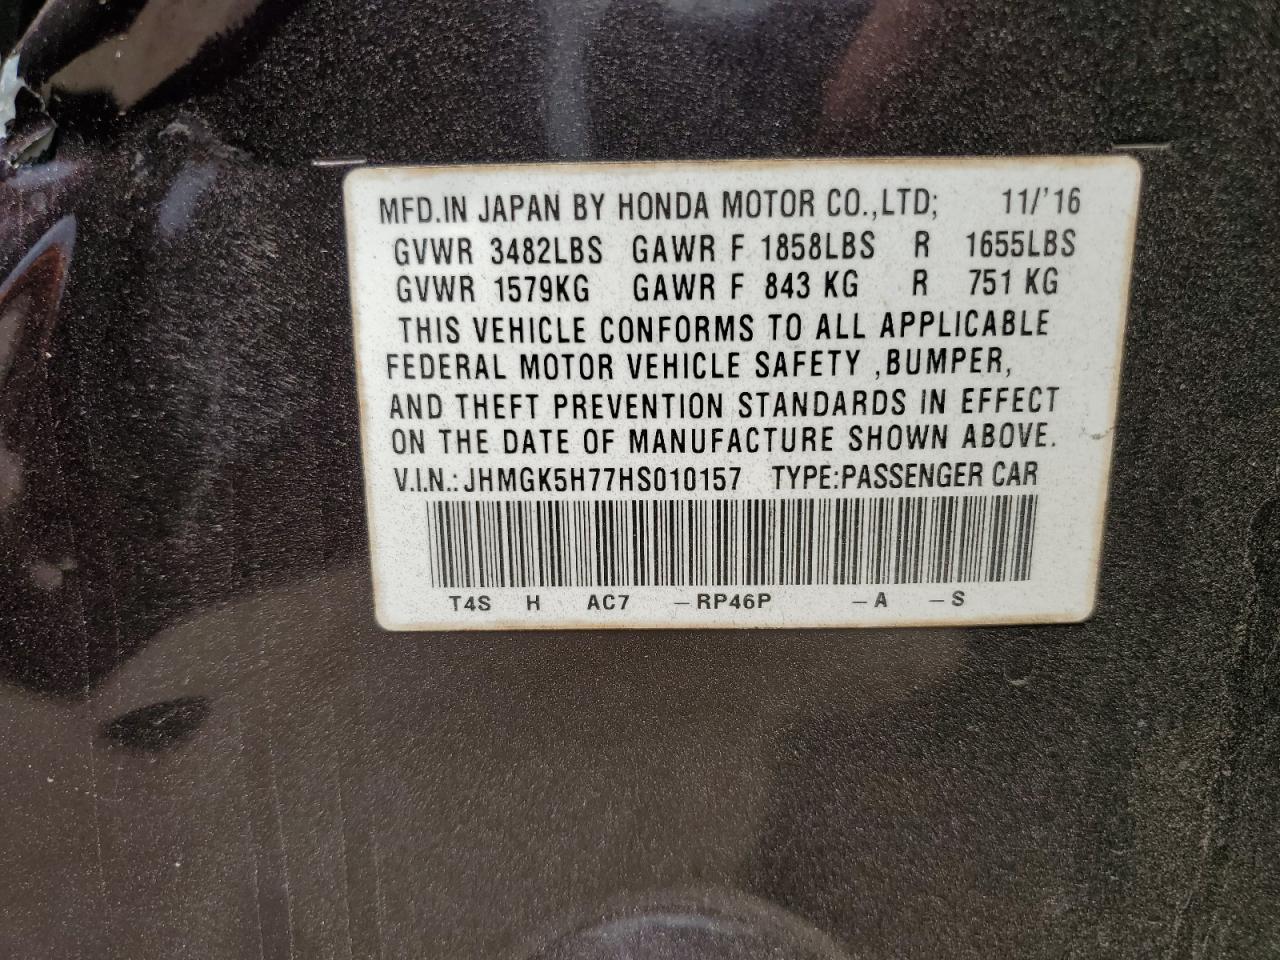 MFD.IN JAPAN BY HONDA MOTOR CO.,LTD; 11/'16
GVWR 3482LBS GAWR F 1858LBS R 1655LBS
GVWR 1579KG GAWR F 843 KG R 751 KG
THIS VEHICLE CONFORMS TO ALL APPLICABLE
FEDERAL MOTOR VEHICLE SAFETY ,BUMPER,
AND THEFT PREVENTION STANDARDS IN EFFECT
ON THE DATE OF MANUFACTURE SHOWN ABOVE.
V.I.N.: JHMGK5H77HS010157 TYPE:PASSENGER CAR
T4S H AC7 –RP46P –A –S